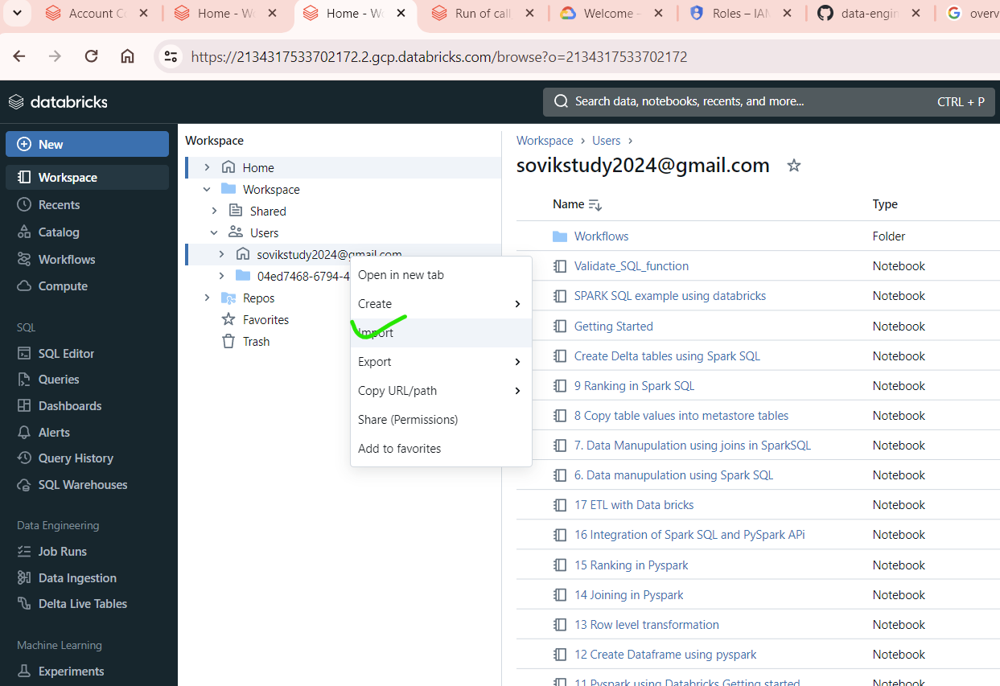 Account Co
Home - Wo
Home - Wo
Run of call
Welcome -
Roles – IAM
data-engin
overv
https://2134317533702172.2.gcp.databricks.com/browse?o=2134317533702172
databricks
Search data, notebooks, recents, and more...
CTRL + P
New
Workspace
Recents
Catalog
Workflows
Compute
SQL
SQL Editor
Queries
Dashboards
Alerts
Query History
SQL Warehouses
Data Engineering
Job Runs
Data Ingestion
Delta Live Tables
Machine Learning
Experiments
Workspace
Home
Workspace
Shared
Users
sovikstudy2024@gmail.com
04ed7468-6794-4
Repos
Favorites
Trash
Open in new tab
Create
Import
Export
Copy URL/path
Share (Permissions)
Add to favorites
Workspace › Users ›
sovikstudy2024@gmail.com
Name Type
Workflows Folder
Validate_SQL_function Notebook
SPARK SQL example using databricks Notebook
Getting Started Notebook
Create Delta tables using Spark SQL Notebook
9 Ranking in Spark SQL Notebook
8 Copy table values into metastore tables Notebook
7. Data Manupulation using joins in SparkSQL Notebook
6. Data manupulation using Spark SQL Notebook
17 ETL with Data bricks Notebook
16 Integration of Spark SQL and PySpark APi Notebook
15 Ranking in Pyspark Notebook
14 Joining in Pyspark Notebook
13 Row level transformation Notebook
12 Create Dataframe using pyspark Notebook
11 Pyspark using Databricks Getting started Notebook